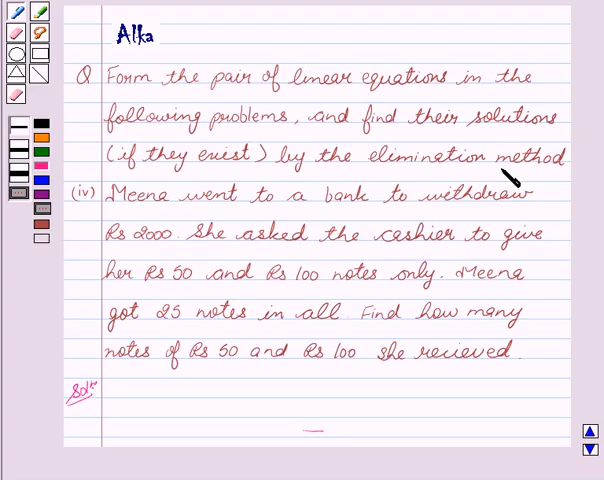 Alka
Q Form the pair of linear equations in the
following problems, and find their solutions
(if they exist) by the elimination method
(iv) Meena went to a bank to withdraw
Rs 2000. She asked the cashier to give
her Rs 50 and Rs 100 notes only. Meena
got 25 notes in all. Find how many
notes of Rs 50 and Rs 100 she recieved.
Solⁿ